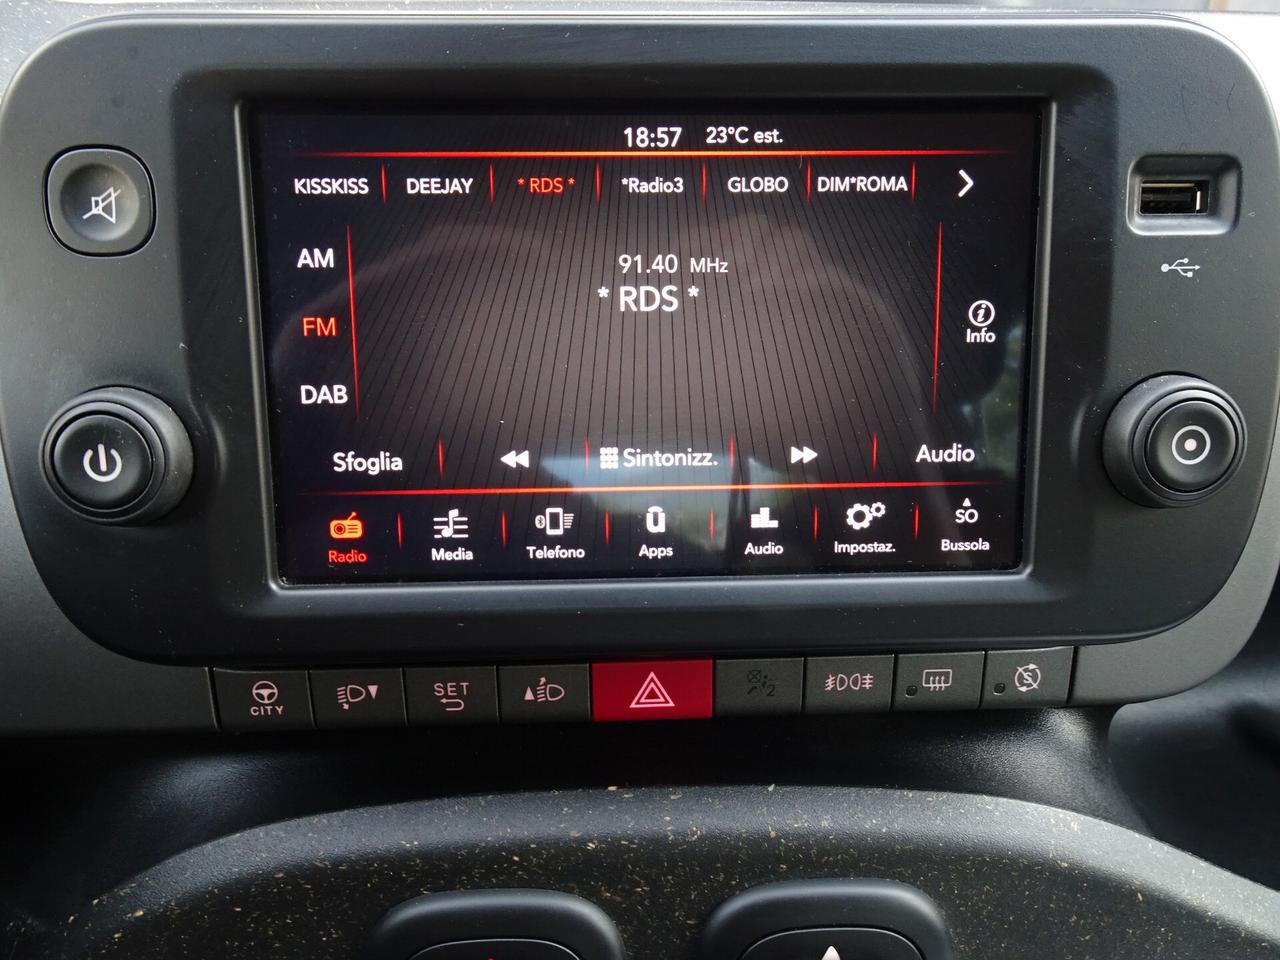 18:57 23°C est.
KISSKISS DEEJAY * RDS * *Radio3 GLOBO DIM*ROMA
AM
91.40 MHz
* RDS *
FM
Info
DAB
Sfoglia Sintonizz. Audio
Radio Media Telefono Apps Audio Impostaz. SO Bussola
CITY SET 2 S